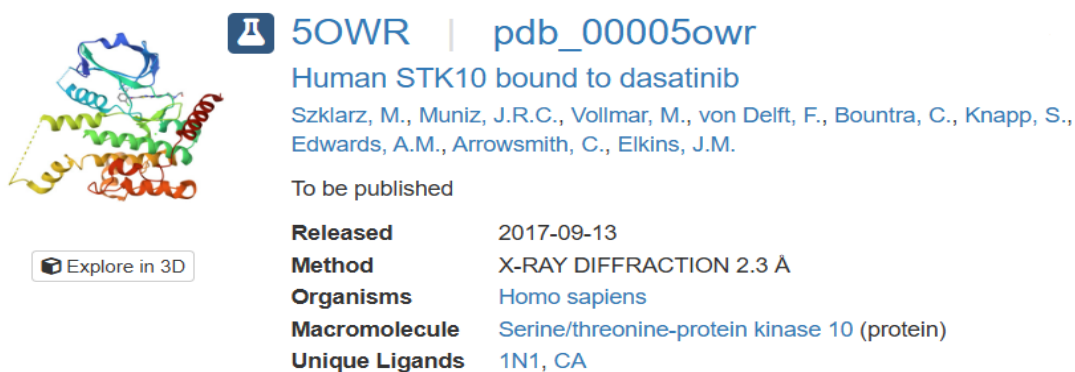 5OWR | pdb_00005owr
Human STK10 bound to dasatinib
Szklarz, M., Muniz, J.R.C., Vollmar, M., von Delft, F., Bountra, C., Knapp, S.,
Edwards, A.M., Arrowsmith, C., Elkins, J.M.
To be published
Released 2017-09-13
Explore in 3D
Method X-RAY DIFFRACTION 2.3 Å
Organisms Homo sapiens
Macromolecule Serine/threonine-protein kinase 10 (protein)
Unique Ligands 1N1, CA